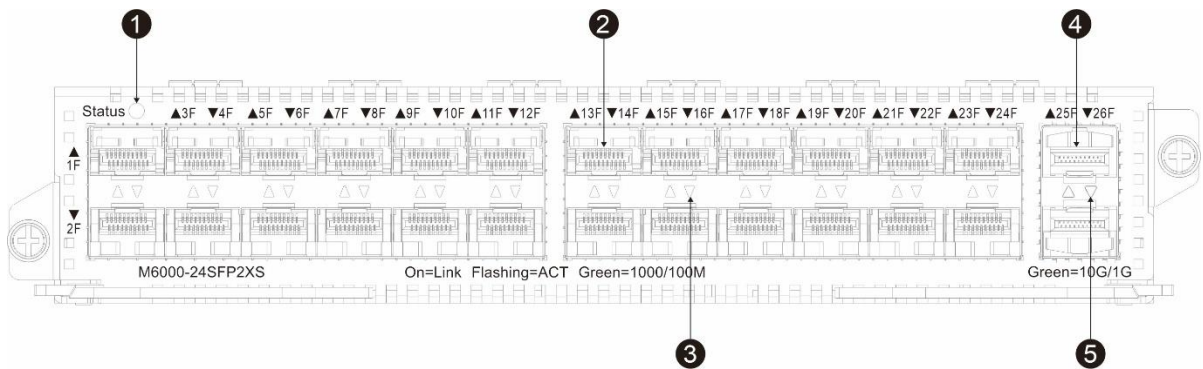 1 2 4
Status ▲3F ▼4F ▲5F ▼6F ▲7F ▼8F ▲9F ▼10F ▲11F ▼12F ▲13F ▼14F ▲15F ▼16F ▲17F ▼18F ▲19F ▼20F ▲21F ▼22F ▲23F ▼24F ▲25F ▼26F
▲
1F
▼
2F
M6000-24SFP2XS On=Link Flashing=ACT Green=1000/100M Green=10G/1G
3 5